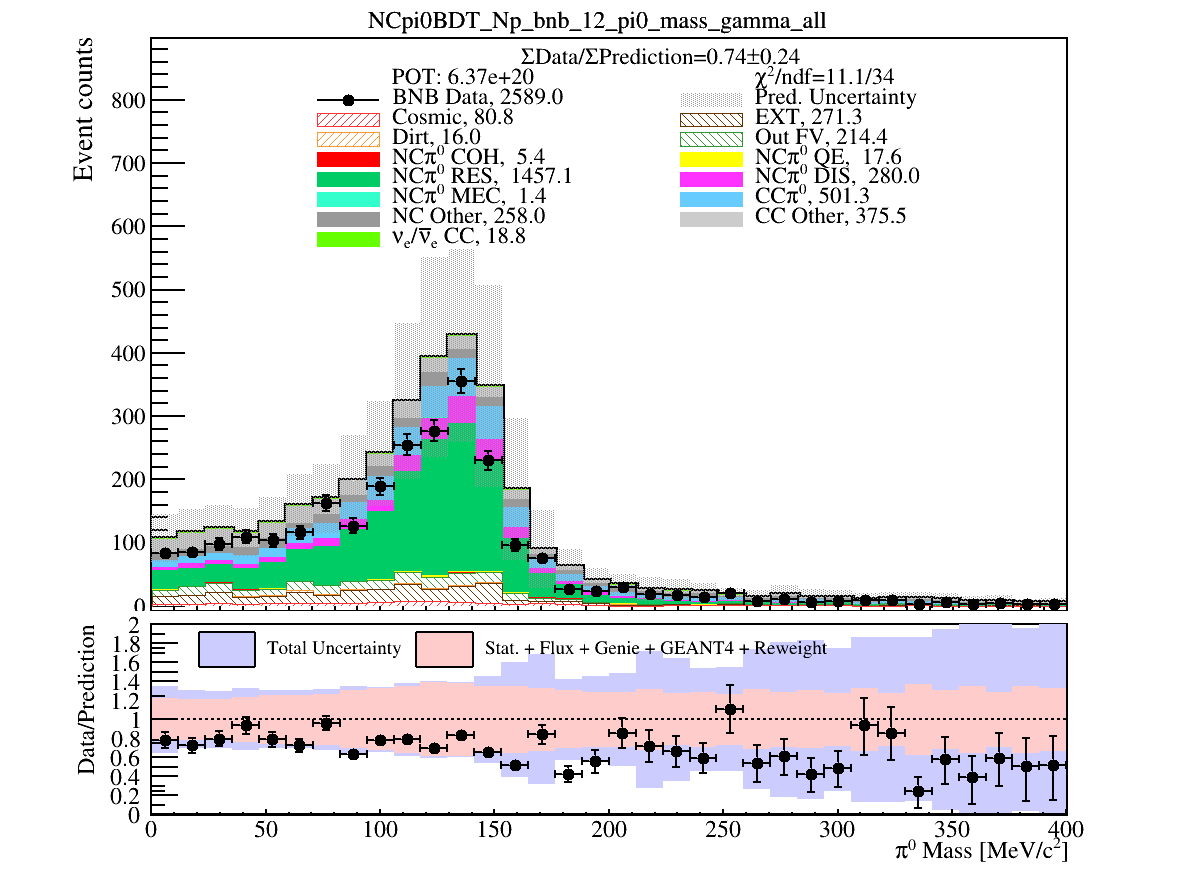 NCpi0BDT_Np_bnb_12_pi0_mass_gamma_all
ΣData/ΣPrediction=0.74±0.24
POT: 6.37e+20
χ²/ndf=11.1/34
BNB Data, 2589.0
Pred. Uncertainty
Cosmic, 80.8
EXT, 271.3
Dirt, 16.0
Out FV, 214.4
NCπ⁰ COH, 5.4
NCπ⁰ QE, 17.6
NCπ⁰ RES, 1457.1
NCπ⁰ DIS, 280.0
NCπ⁰ MEC, 1.4
CCπ⁰, 501.3
NC Other, 258.0
CC Other, 375.5
νₑ/ν̅ₑ CC, 18.8
Event counts
800
700
600
500
400
300
200
100
0
Total Uncertainty
Stat. + Flux + Genie + GEANT4 + Reweight
Data/Prediction
2
1.8
1.6
1.4
1.2
1
0.8
0.6
0.4
0.2
0
0 50 100 150 200 250 300 350 400
π⁰ Mass [MeV/c²]